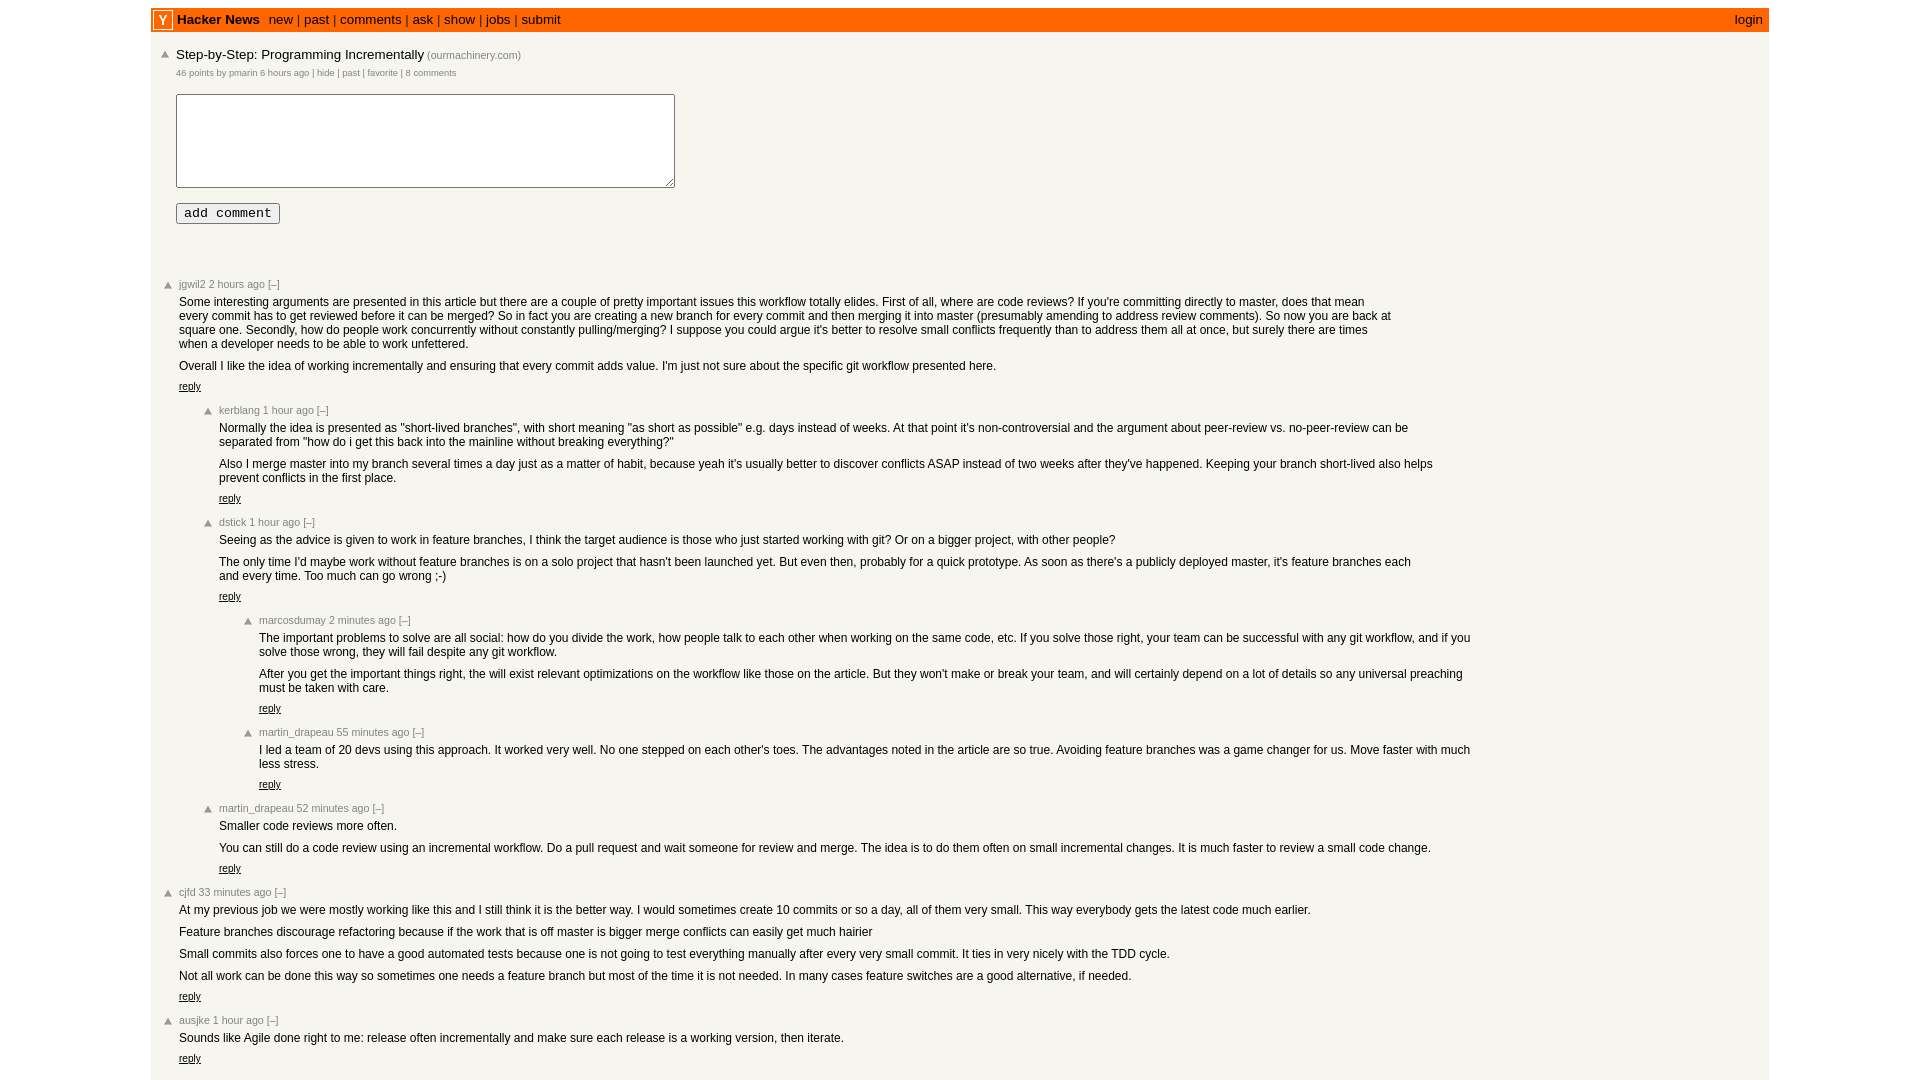 Y Hacker News new | past | comments | ask | show | jobs | submit login
Step-by-Step: Programming Incrementally (ourmachinery.com)
46 points by pmarin 6 hours ago | hide | past | favorite | 8 comments
add comment
jgwil2 2 hours ago [–]
Some interesting arguments are presented in this article but there are a couple of pretty important issues this workflow totally elides. First of all, where are code reviews? If you're committing directly to master, does that mean
every commit has to get reviewed before it can be merged? So in fact you are creating a new branch for every commit and then merging it into master (presumably amending to address review comments). So now you are back at
square one. Secondly, how do people work concurrently without constantly pulling/merging? I suppose you could argue it's better to resolve small conflicts frequently than to address them all at once, but surely there are times
when a developer needs to be able to work unfettered.
Overall I like the idea of working incrementally and ensuring that every commit adds value. I'm just not sure about the specific git workflow presented here.
reply
kerblang 1 hour ago [–]
Normally the idea is presented as "short-lived branches", with short meaning "as short as possible" e.g. days instead of weeks. At that point it's non-controversial and the argument about peer-review vs. no-peer-review can be
separated from "how do i get this back into the mainline without breaking everything?"
Also I merge master into my branch several times a day just as a matter of habit, because yeah it's usually better to discover conflicts ASAP instead of two weeks after they've happened. Keeping your branch short-lived also helps
prevent conflicts in the first place.
reply
dstick 1 hour ago [–]
Seeing as the advice is given to work in feature branches, I think the target audience is those who just started working with git? Or on a bigger project, with other people?
The only time I'd maybe work without feature branches is on a solo project that hasn't been launched yet. But even then, probably for a quick prototype. As soon as there's a publicly deployed master, it's feature branches each
and every time. Too much can go wrong ;-)
reply
marcosdumay 2 minutes ago [–]
The important problems to solve are all social: how do you divide the work, how people talk to each other when working on the same code, etc. If you solve those right, your team can be successful with any git workflow, and if you
solve those wrong, they will fail despite any git workflow.
After you get the important things right, the will exist relevant optimizations on the workflow like those on the article. But they won't make or break your team, and will certainly depend on a lot of details so any universal preaching
must be taken with care.
reply
martin_drapeau 55 minutes ago [–]
I led a team of 20 devs using this approach. It worked very well. No one stepped on each other's toes. The advantages noted in the article are so true. Avoiding feature branches was a game changer for us. Move faster with much
less stress.
reply
martin_drapeau 52 minutes ago [–]
Smaller code reviews more often.
You can still do a code review using an incremental workflow. Do a pull request and wait someone for review and merge. The idea is to do them often on small incremental changes. It is much faster to review a small code change.
reply
cjfd 33 minutes ago [–]
At my previous job we were mostly working like this and I still think it is the better way. I would sometimes create 10 commits or so a day, all of them very small. This way everybody gets the latest code much earlier.
Feature branches discourage refactoring because if the work that is off master is bigger merge conflicts can easily get much hairier
Small commits also forces one to have a good automated tests because one is not going to test everything manually after every very small commit. It ties in very nicely with the TDD cycle.
Not all work can be done this way so sometimes one needs a feature branch but most of the time it is not needed. In many cases feature switches are a good alternative, if needed.
reply
ausjke 1 hour ago [–]
Sounds like Agile done right to me: release often incrementally and make sure each release is a working version, then iterate.
reply